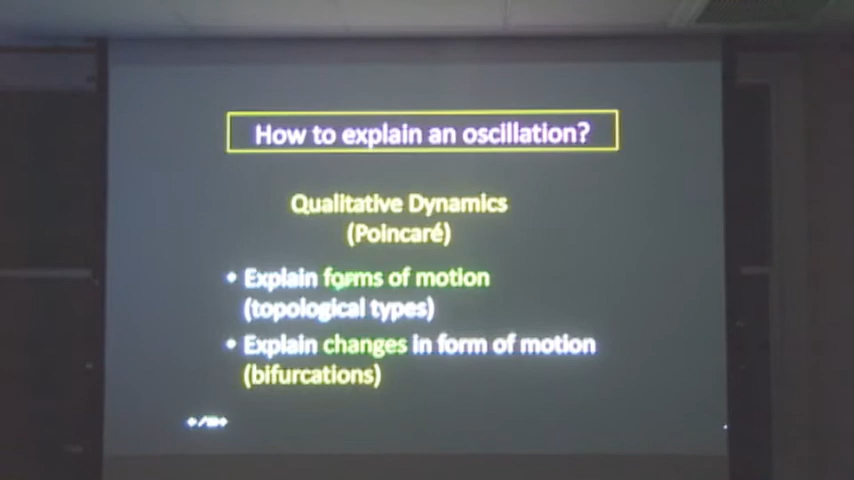 How to explain an oscillation?
Qualitative Dynamics
(Poincaré)
• Explain forms of motion
(topological types)
• Explain changes in form of motion
(bifurcations)